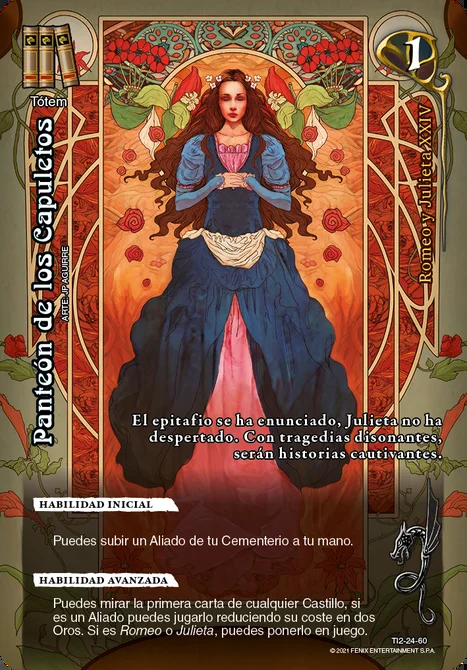 1
Tótem
Panteón de los Capuletos
ARTE JP AGUIRRE
Romeo y Julieta XXIV
El epitafio se ha enunciado, Julieta no ha
despertado. Con tragedias disonantes,
serán historias cautivantes.
HABILIDAD INICIAL
Puedes subir un Aliado de tu Cementerio a tu mano.
HABILIDAD AVANZADA
Puedes mirar la primera carta de cualquier Castillo, si
es un Aliado puedes jugarlo reduciendo su coste en dos
Oros. Si es Romeo o Julieta, puedes ponerlo en juego.
TI2-24-60
© 2021 FENIX ENTERTAINMENT S.P.A.